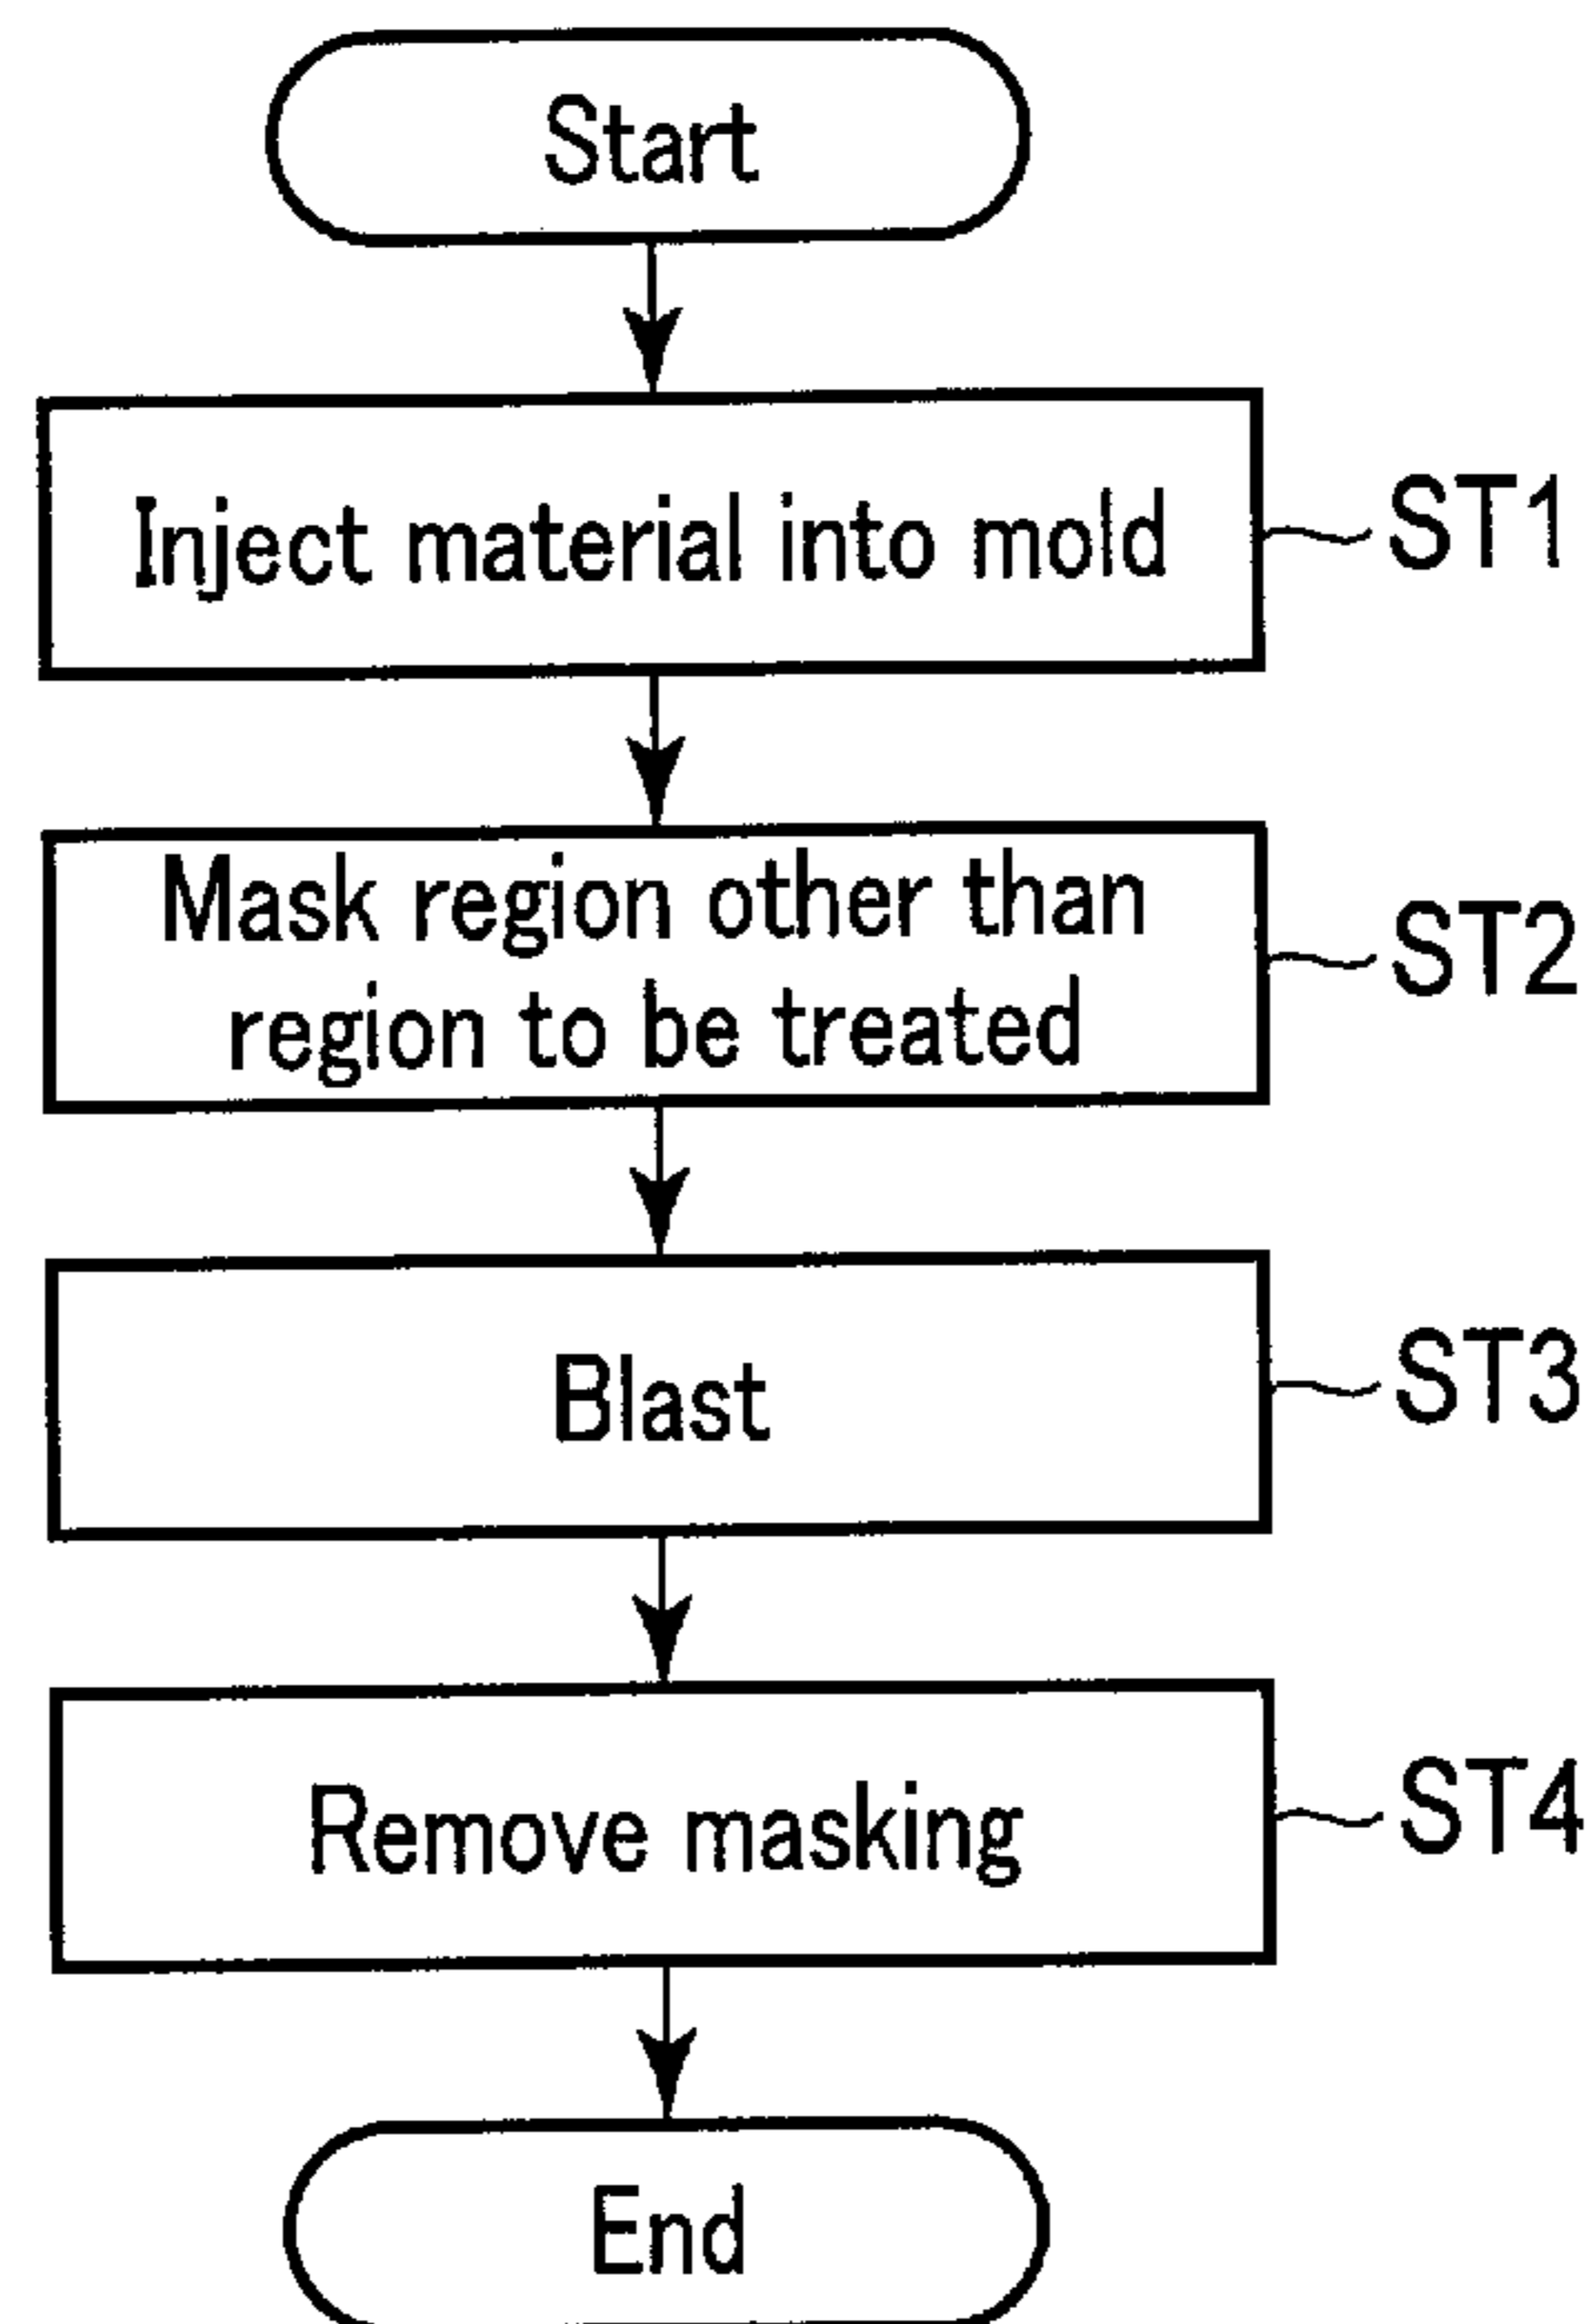 Start
Inject material into mold
ST1
Mask region other than
region to be treated
ST2
Blast
ST3
Remove masking
ST4
End